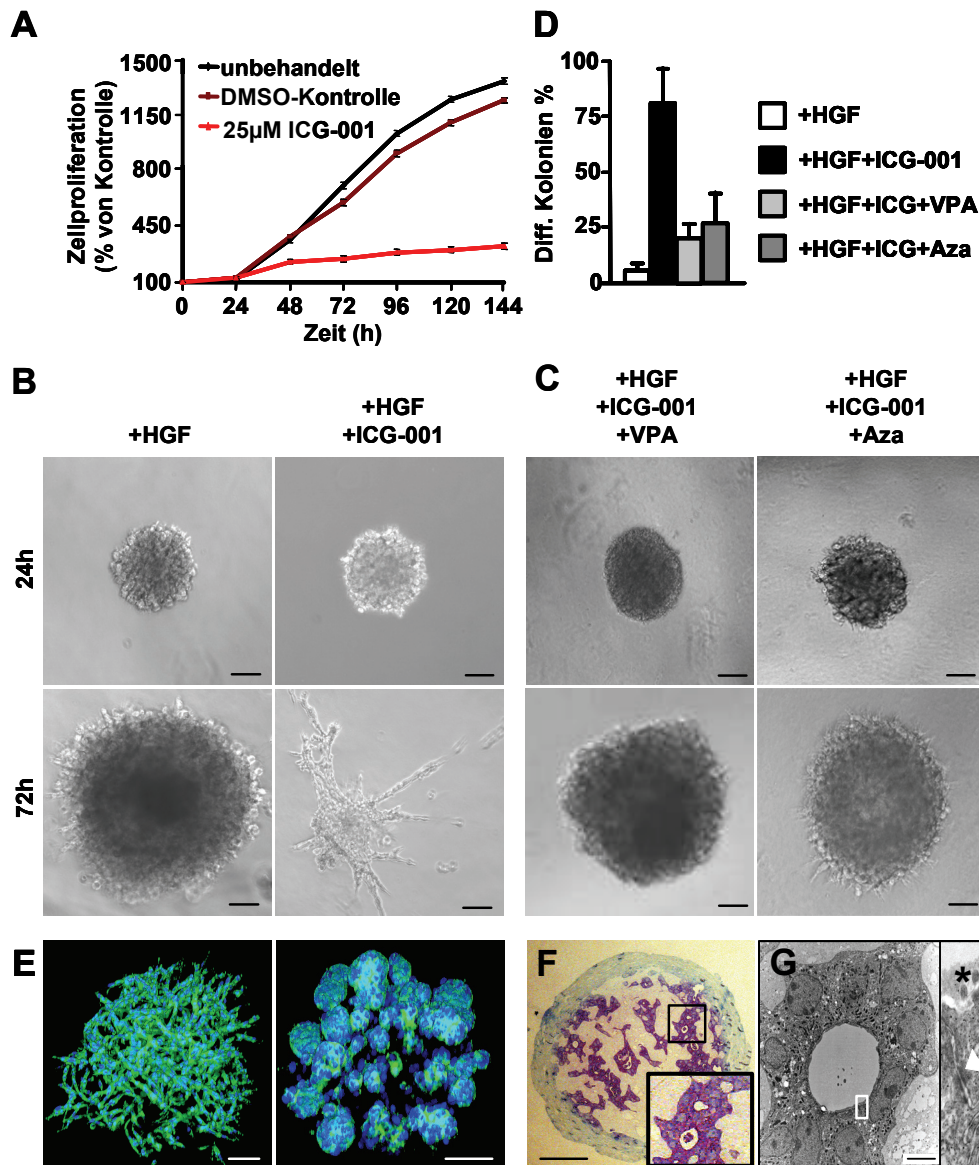 A
Zellproliferation
(% von Kontrolle)
1500
1150
800
450
100
unbehandelt
DMSO-Kontrolle
25µM ICG-001
0 24 48 72 96 120 144
Zeit (h)
D
Diff. Kolonien %
100
75
50
25
0
+HGF
+HGF+ICG-001
+HGF+ICG+VPA
+HGF+ICG+Aza
B
+HGF
+HGF
+ICG-001
24h
72h
C
+HGF
+ICG-001
+VPA
+HGF
+ICG-001
+Aza
E
F
G
*